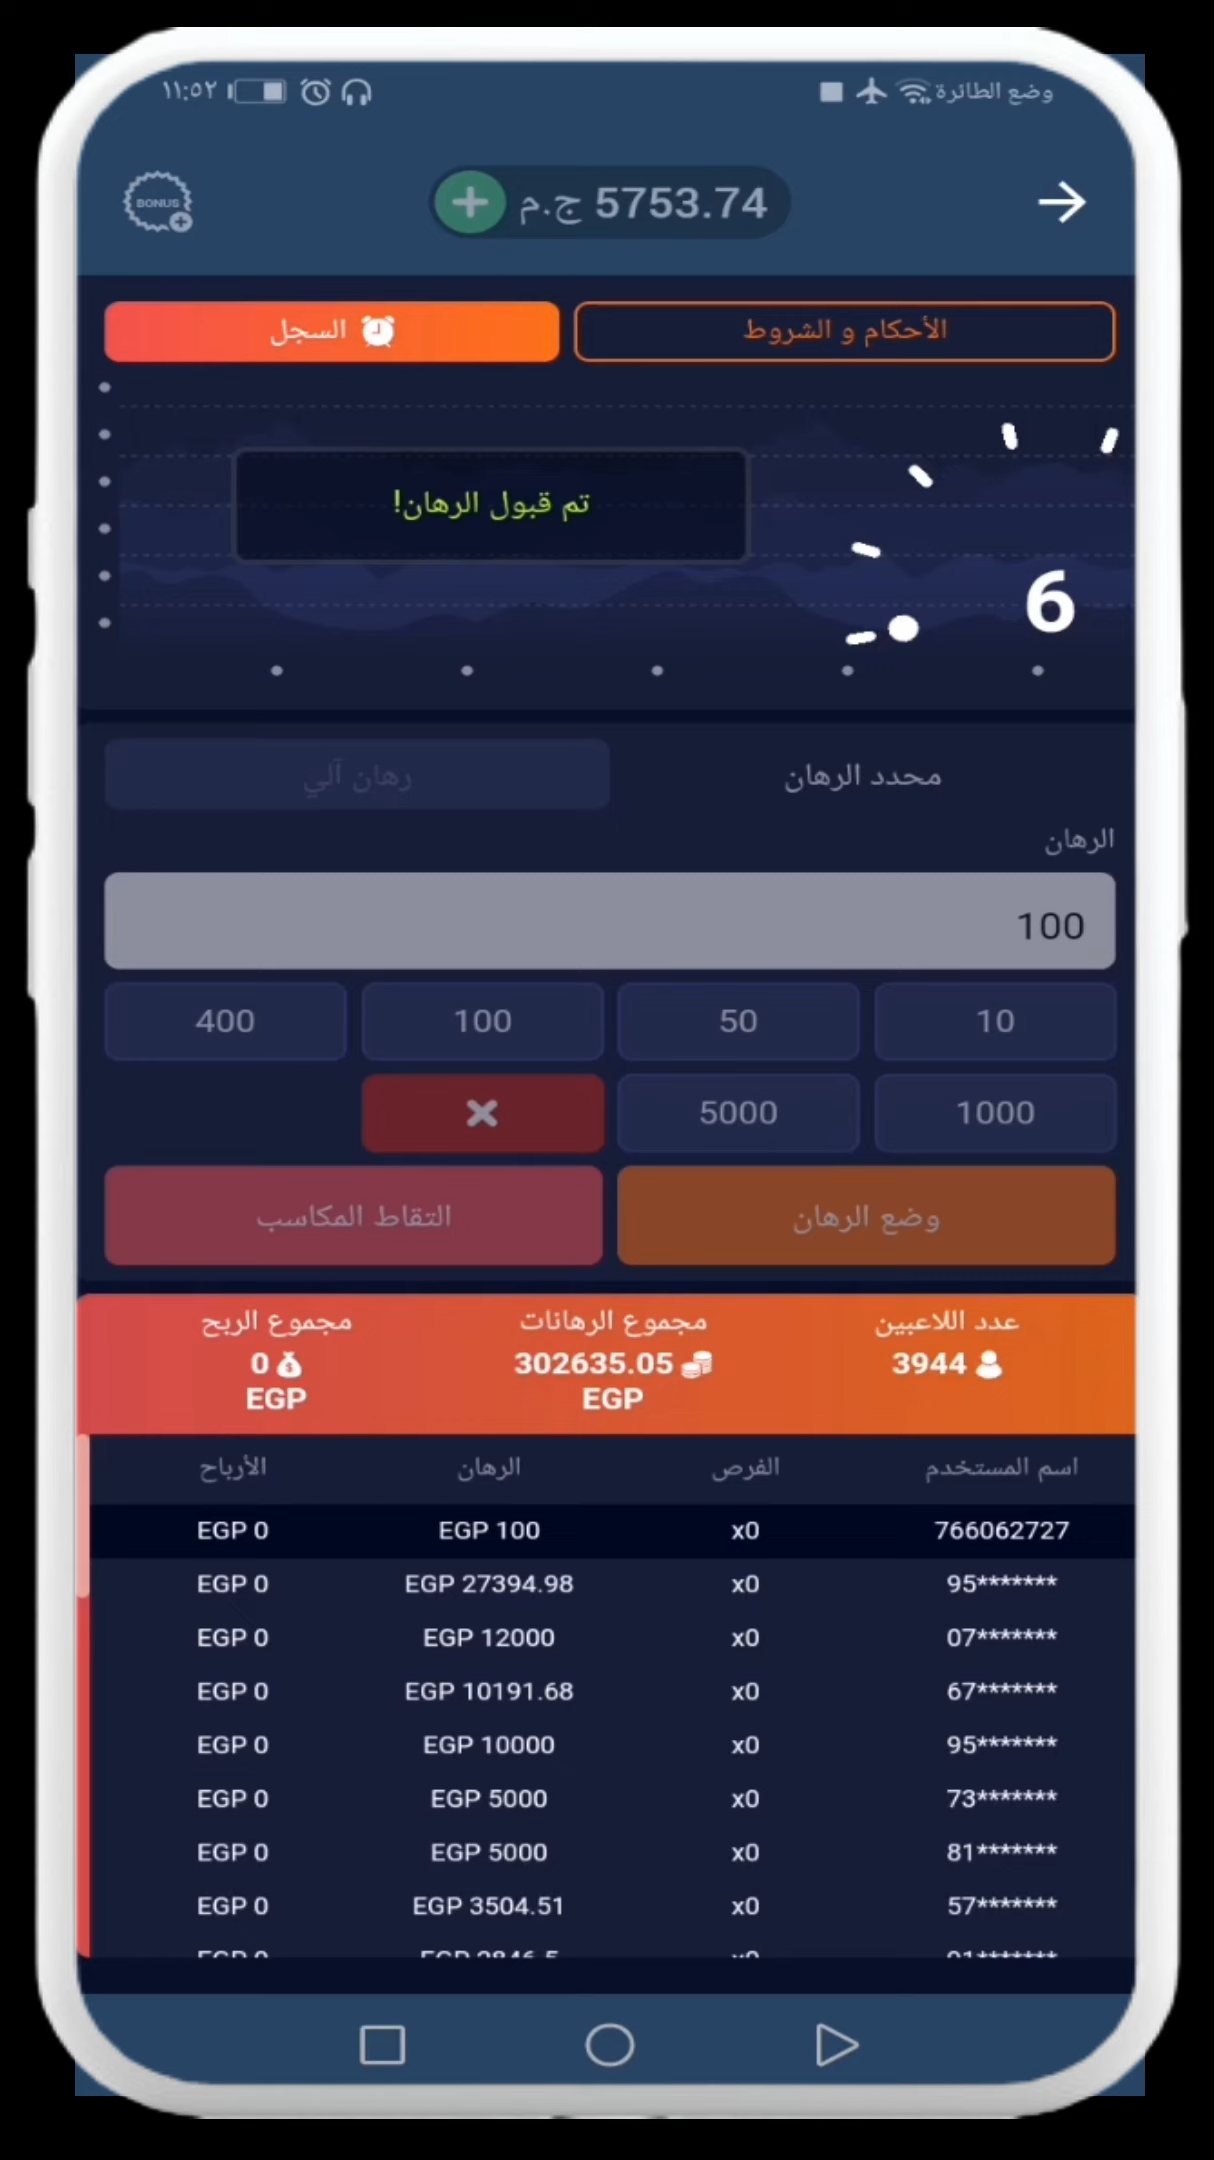 وضع الطائرة ١١:٥٢
5753.74 ج.م
BONUS
الأحكام و الشروط
السجل
تم قبول الرهان!
6
محدد الرهان
رهان آلي
الرهان
100
10 50 100 400
1000 5000
وضع الرهان
التقاط المكاسب
عدد اللاعبين مجموع الرهانات مجموع الربح
3944 302635.05 0
EGP EGP
اسم المستخدم الفرص الرهان الأرباح
766062727 x0 EGP 100 EGP 0
95******* x0 EGP 27394.98 EGP 0
07******* x0 EGP 12000 EGP 0
67******* x0 EGP 10191.68 EGP 0
95******* x0 EGP 10000 EGP 0
73******* x0 EGP 5000 EGP 0
81******* x0 EGP 5000 EGP 0
57******* x0 EGP 3504.51 EGP 0